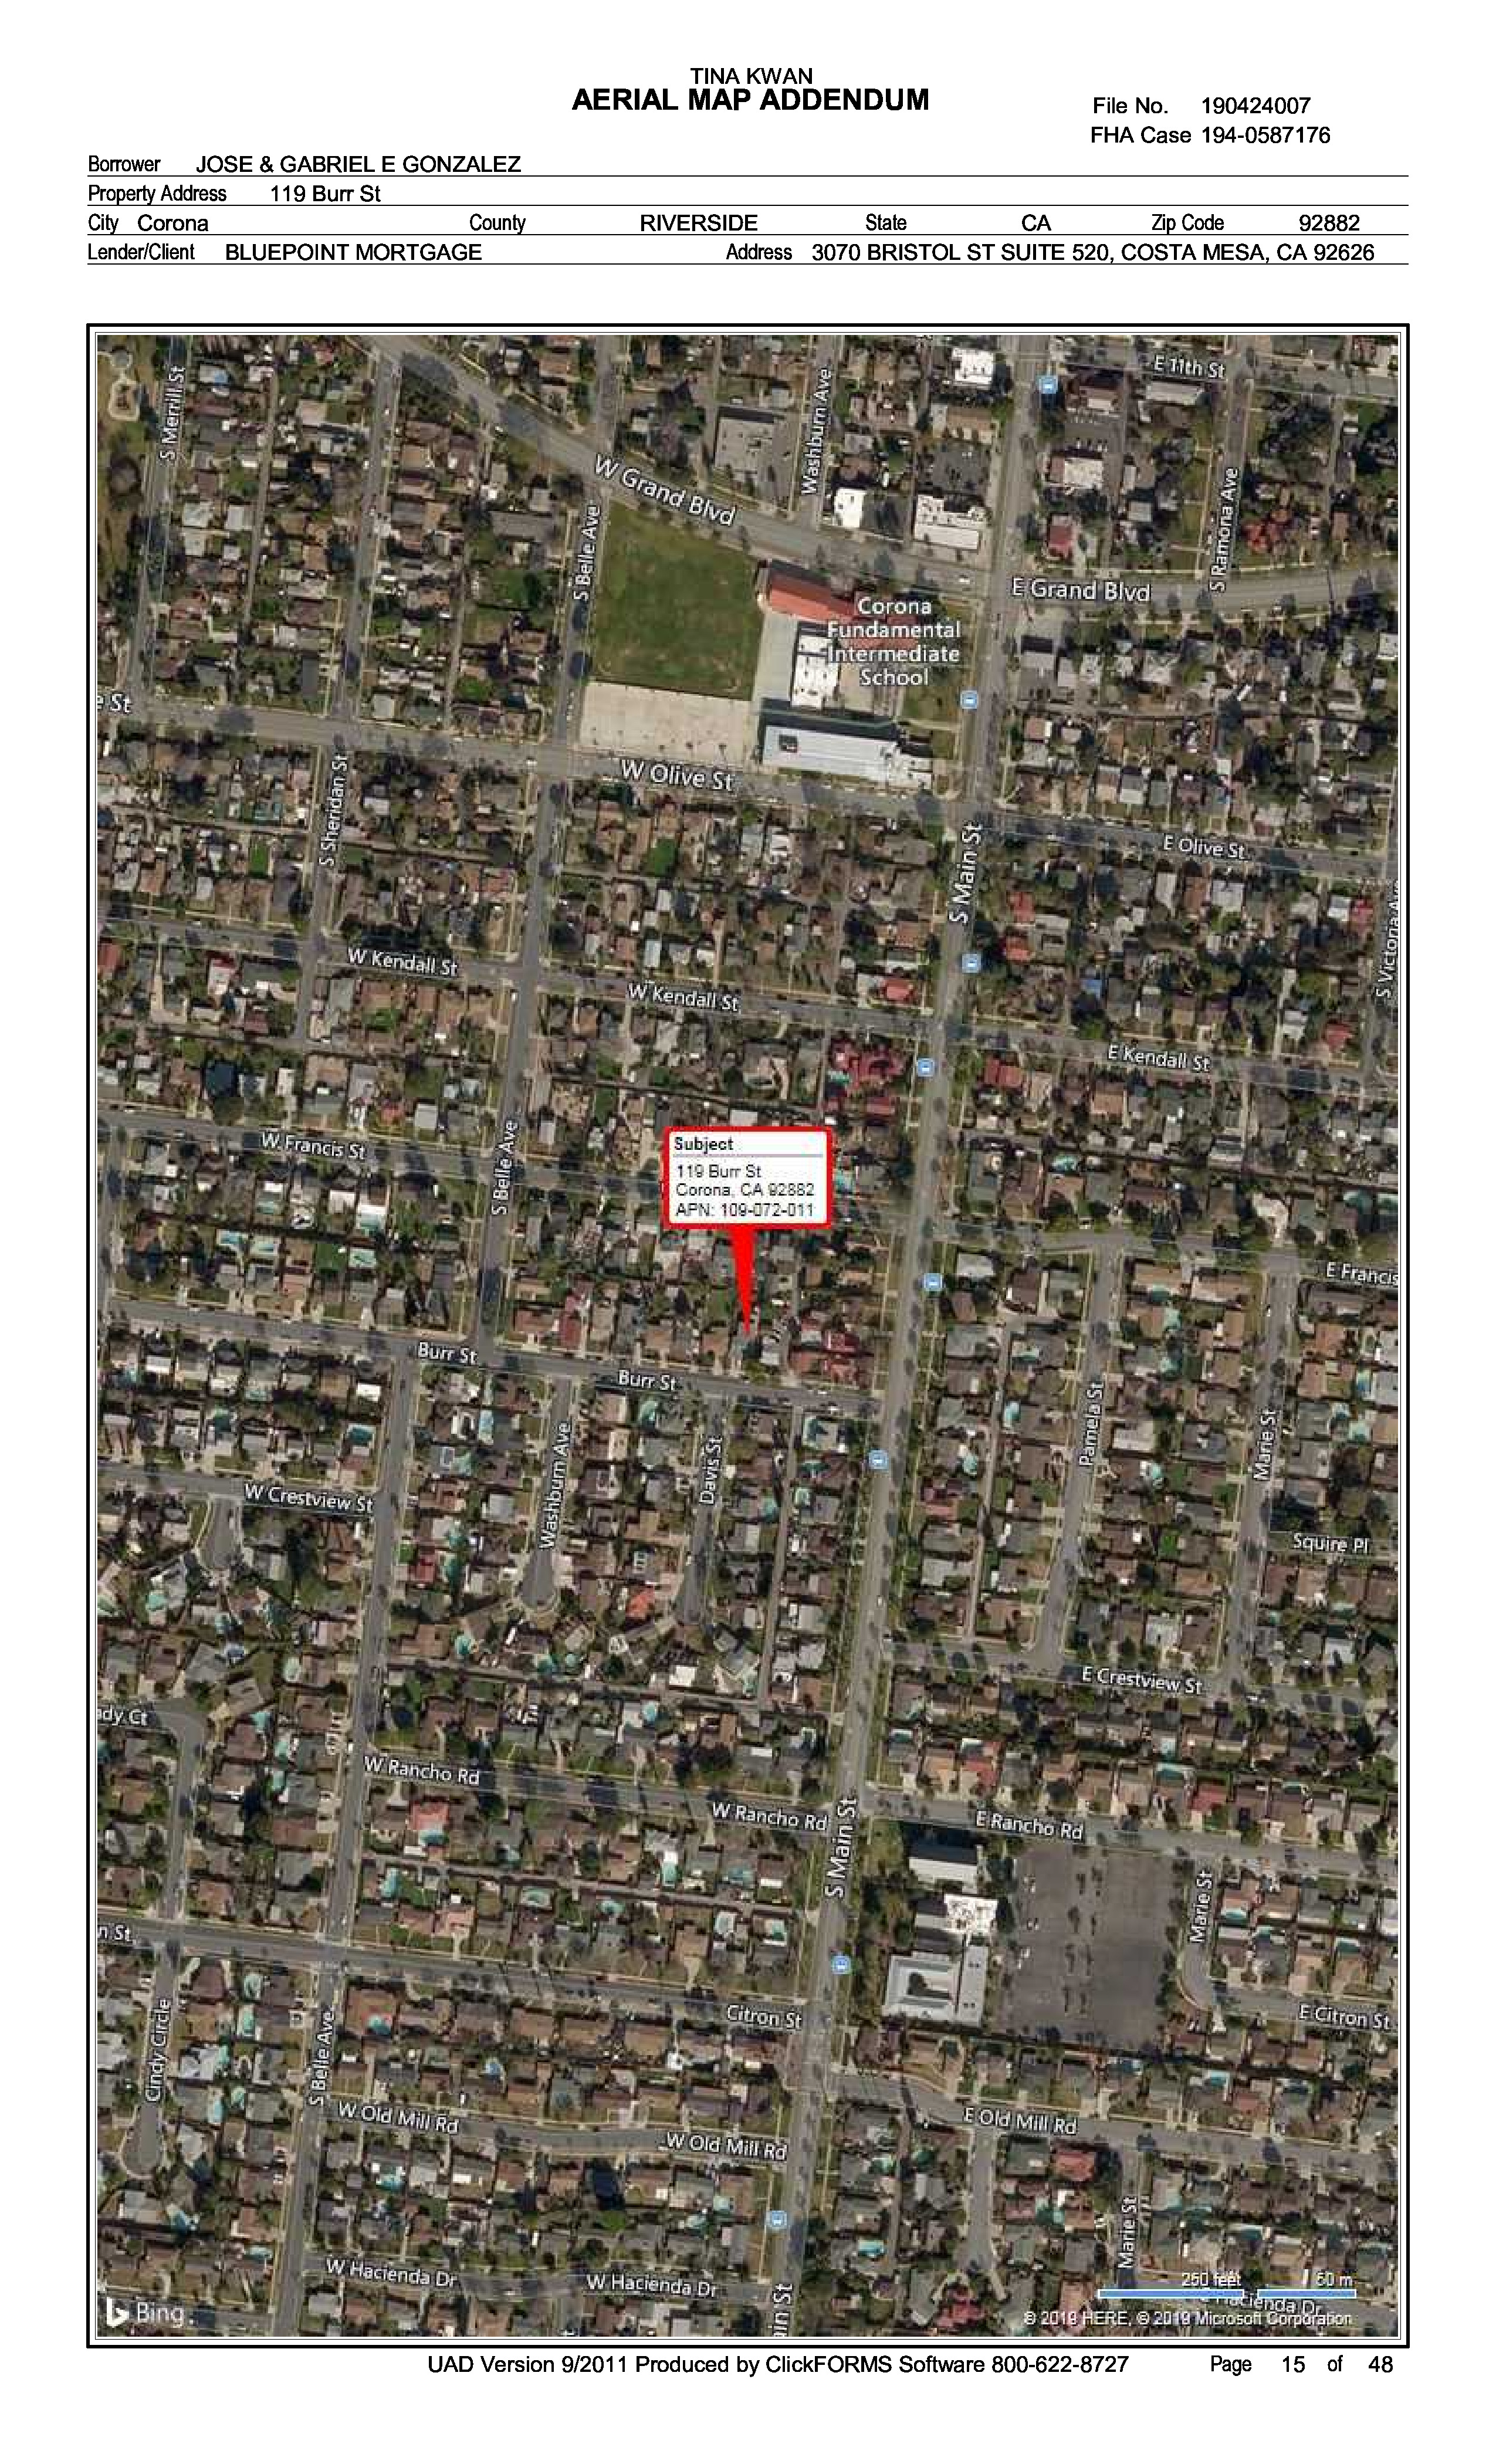 TINA KWAN
AERIAL MAP ADDENDUM
File No. 190424007
FHA Case 194-0587176
Borrower JOSE & GABRIEL E GONZALEZ
Property Address 119 Burr St
City Corona County RIVERSIDE State CA Zip Code 92882
Lender/Client BLUEPOINT MORTGAGE Address 3070 BRISTOL ST SUITE 520, COSTA MESA, CA 92626
E 11th St
S Merrill St
Washburn Ave
W Grand Blvd
S Ramona Ave
S Belle Ave
E Grand Blvd
Corona
Fundamental
Intermediate
School
e St
W Olive St
S Sheridan St
E Olive St
S Main St
S Victoria Av
W Kendall St
W Kendall St
E Kendall St
W Francis St
S Belle Ave
Subject
119 Burr St
Corona, CA 92882
APN: 109-072-011
E Francis
Burr St
Burr St
Pamela St
Marie St
Washburn Ave
Davis St
W Crestview St
Squire Pl
E Crestview St
ady Ct
W Rancho Rd
W Rancho Rd
E Rancho Rd
S Main St
Marie St
n St
Citron St
E Citron St
Cindy Circle
S Belle Ave
W Old Mill Rd
E Old Mill Rd
W Old Mill Rd
Marie St
W Hacienda Dr
W Hacienda Dr
250 feet 50 m
ain St
Hacienda Dr
Bing
© 2019 HERE, © 2019 Microsoft Corporation
UAD Version 9/2011 Produced by ClickFORMS Software 800-622-8727 Page 15 of 48